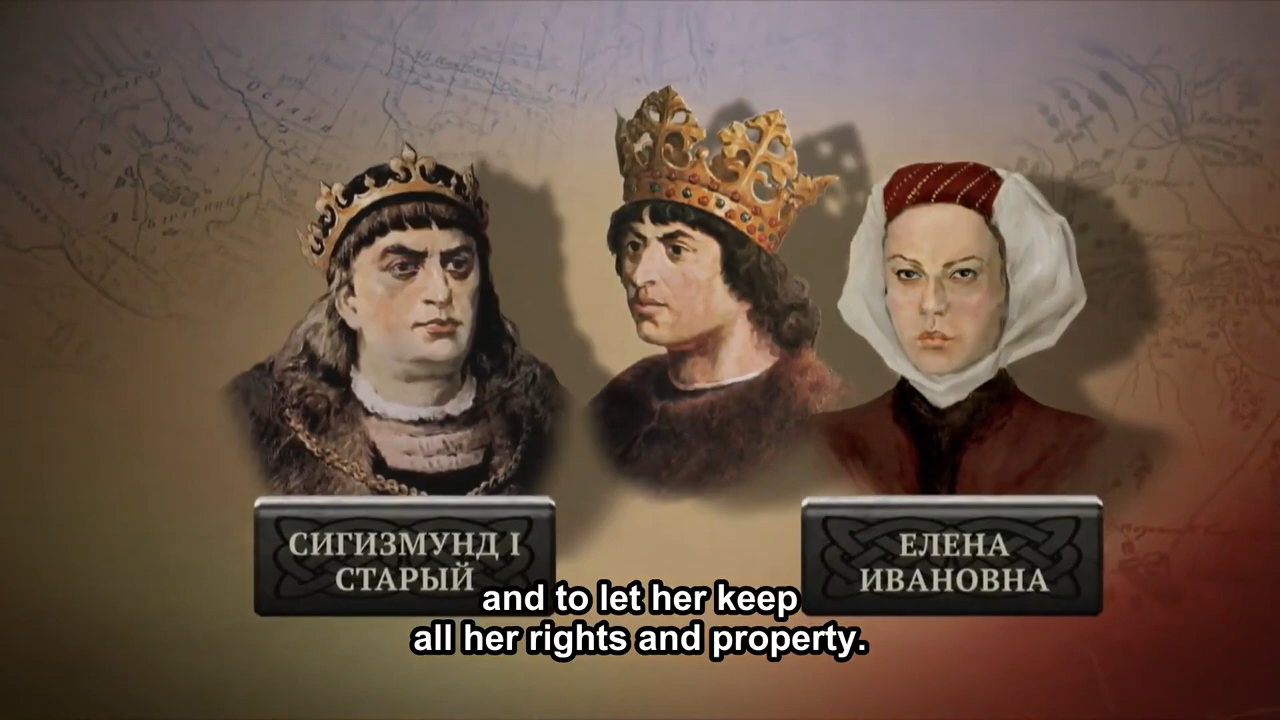 СИГИЗМУНД I
СТАРЫЙ
ЕЛЕНА
ИВАНОВНА
and to let her keep
all her rights and property.